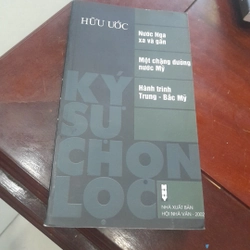 HỮU ƯỚC
Nước Nga
xa và gần
Một chặng đường
nước Mỹ
Hành trình
Trung - Bắc Mỹ
KÝ
SỰ
CHỌN
LỌC
NHÀ XUẤT BẢN
HỘI NHÀ VĂN - 2002